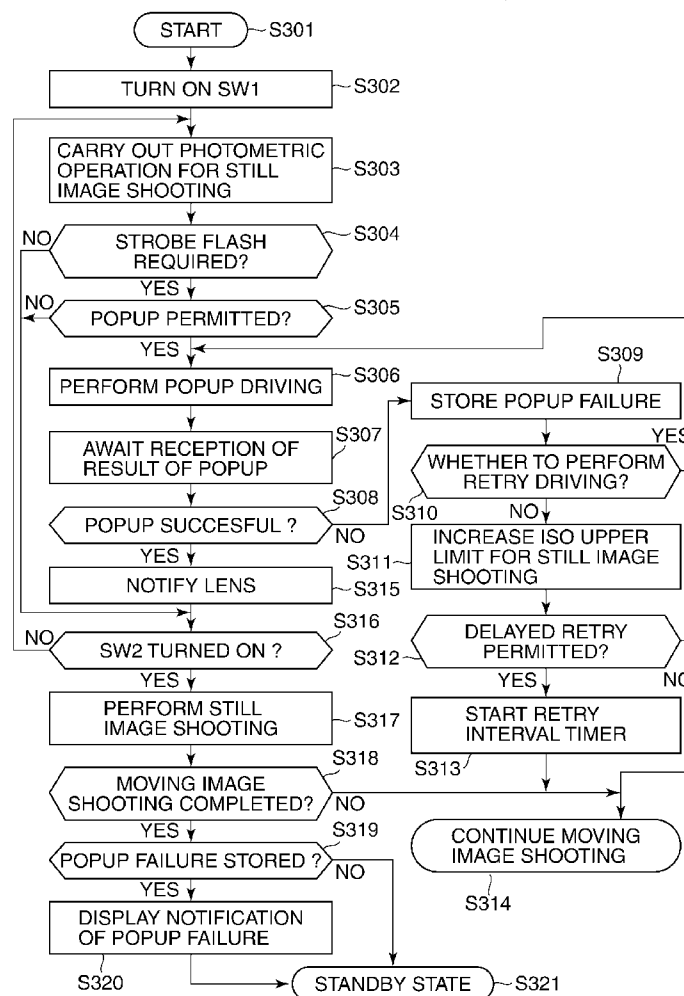 START
S301
TURN ON SW1
S302
CARRY OUT PHOTOMETRIC
OPERATION FOR STILL
IMAGE SHOOTING
S303
NO
STROBE FLASH
REQUIRED?
S304
YES
NO
POPUP PERMITTED?
S305
YES
PERFORM POPUP DRIVING
S306
AWAIT RECEPTION OF
RESULT OF POPUP
S307
POPUP SUCCESFUL ?
S308
NO
YES
NOTIFY LENS
S315
NO
SW2 TURNED ON ?
S316
YES
PERFORM STILL
IMAGE SHOOTING
S317
MOVING IMAGE
SHOOTING COMPLETED?
S318
NO
YES
POPUP FAILURE STORED ?
S319
NO
YES
DISPLAY NOTIFICATION
OF POPUP FAILURE
S320
STANDBY STATE
S321
S309
STORE POPUP FAILURE
YES
WHETHER TO PERFORM
RETRY DRIVING?
S310
NO
INCREASE ISO UPPER
LIMIT FOR STILL IMAGE
SHOOTING
S311
DELAYED RETRY
PERMITTED?
S312
YES
NO
START RETRY
INTERVAL TIMER
S313
CONTINUE MOVING
IMAGE SHOOTING
S314